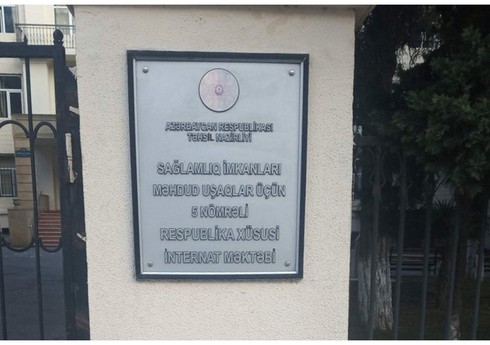 AZƏRBAYCAN RESPUBLİKASI
TƏHSİL NAZİRLİYİ
SAĞLAMLIQ İMKANLARI
MƏHDUD UŞAQLAR ÜÇÜN
5 NÖMRƏLİ
RESPUBLİKA XÜSUSİ
İNTERNAT MƏKTƏBİ